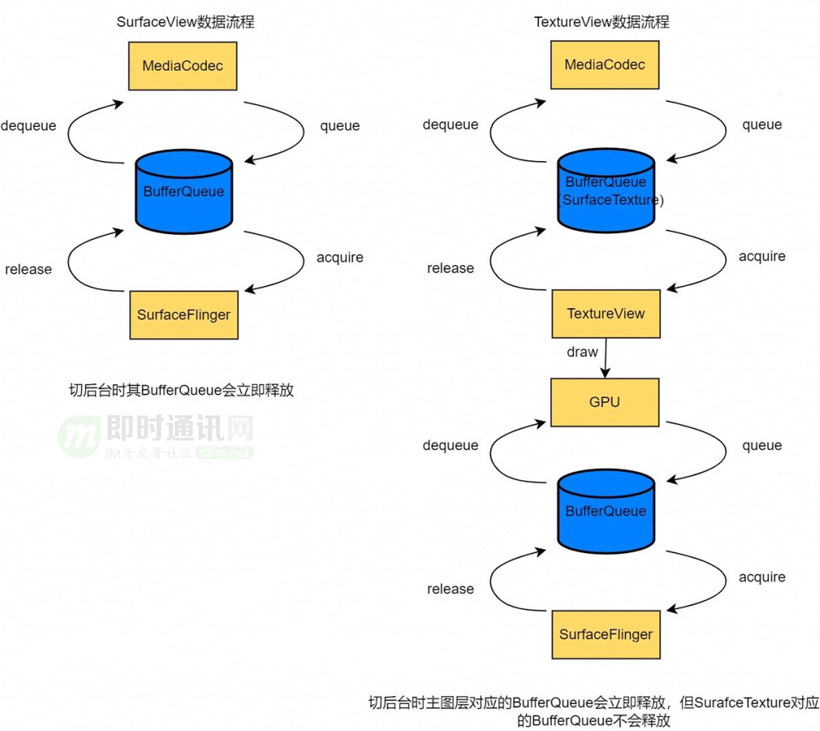 SurfaceView数据流程
MediaCodec
dequeue
queue
BufferQueue
release
acquire
SurfaceFlinger
切后台时其BufferQueue会立即释放
即时通讯网
IM开发者社区 52im.net
TextureView数据流程
MediaCodec
dequeue
queue
BufferQueue
(SurfaceTexture)
release
acquire
TextureView
draw
GPU
dequeue
queue
BufferQueue
release
acquire
SurfaceFlinger
切后台时主图层对应的BufferQueue会立即释放，但SurafceTexture对应
的BufferQueue不会释放